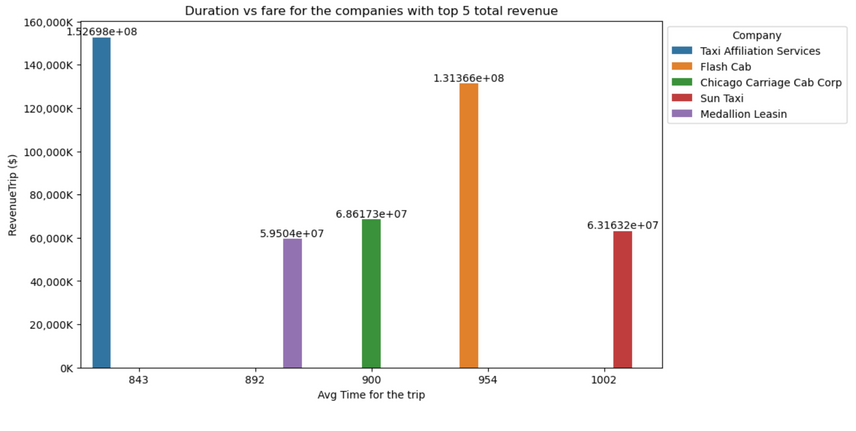 Duration vs fare for the companies with top 5 total revenue
160,000K
140,000K
120,000K
100,000K
80,000K
60,000K
40,000K
20,000K
0K
RevenueTrip ($)
1.52698e+08
5.9504e+07
6.86173e+07
1.31366e+08
6.31632e+07
843 892 900 954 1002
Avg Time for the trip
Company
Taxi Affiliation Services
Flash Cab
Chicago Carriage Cab Corp
Sun Taxi
Medallion Leasin